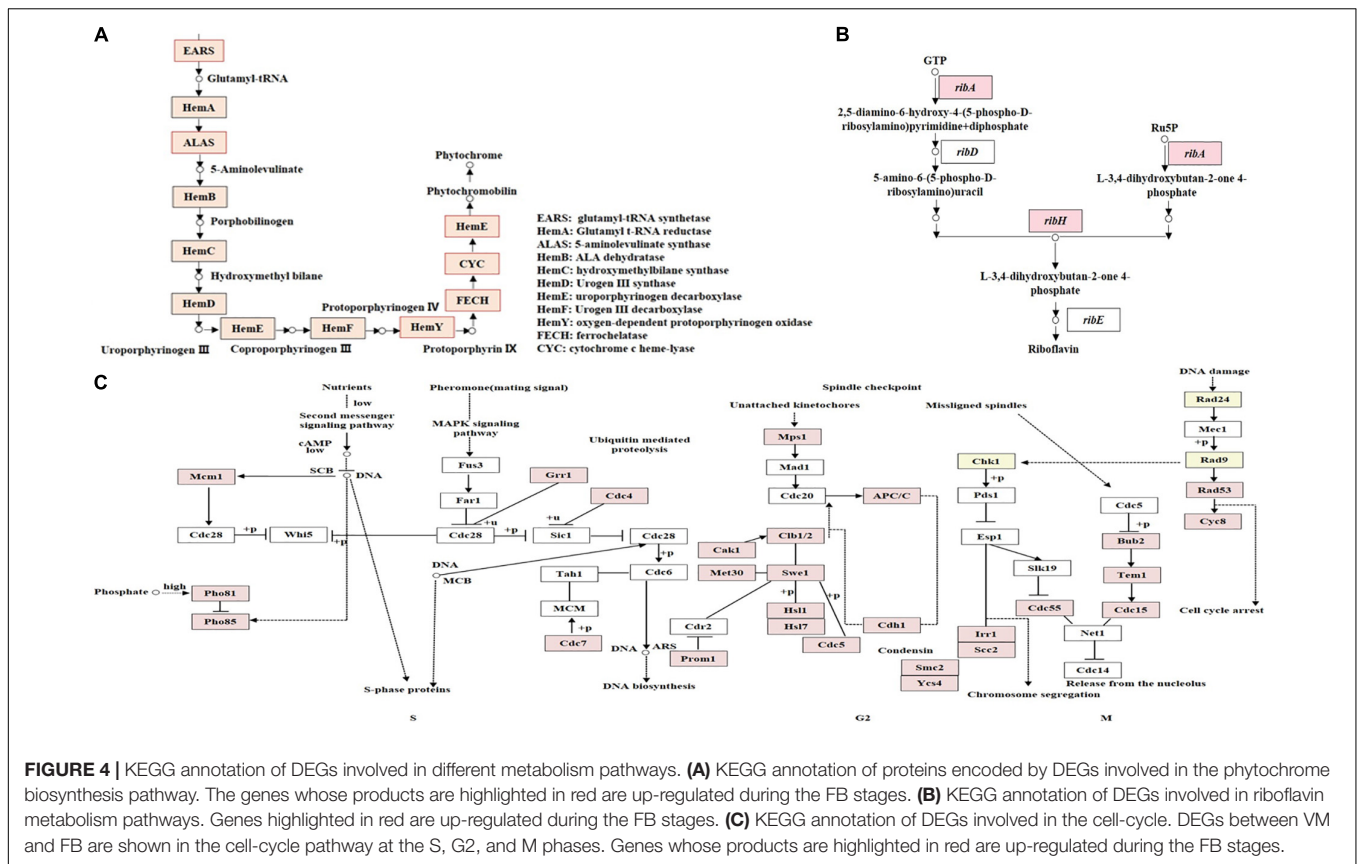 A
EARS
Glutamyl-tRNA
HemA
ALAS
5-Aminolevulinate
HemB
Porphobilinogen
HemC
Hydroxymethyl bilane
HemD
Uroporphyrinogen III
HemE
Coproporphyrinogen III
HemF
Protoporphyrinogen IV
HemY
Protoporphyrin IX
FECH
CYC
HemE
Phytochromobilin
Phytochrome
EARS: glutamyl-tRNA synthetase
HemA: Glutamyl t-RNA reductase
ALAS: 5-aminolevulinate synthase
HemB: ALA dehydratase
HemC: hydroxymethylbilane synthase
HemD: Urogen III synthase
HemE: uroporphyrinogen decarboxylase
HemF: Urogen III decarboxylase
HemY: oxygen-dependent protoporphyrinogen oxidase
FECH: ferrochelatase
CYC: cytochrome c heme-lyase
B
GTP
ribA
2,5-diamino-6-hydroxy-4-(5-phospho-D-
ribosylamino)pyrimidine+diphosphate
ribD
5-amino-6-(5-phospho-D-
ribosylamino)uracil
Ru5P
ribA
L-3,4-dihydroxybutan-2-one 4-
phosphate
ribH
L-3,4-dihydroxybutan-2-one 4-
phosphate
ribE
Riboflavin
C
Nutrients
low
Second messenger
signaling pathway
cAMP
low
SCB
DNA
Mcm1
Cdc28
+p
Whi5
+p
Phosphate
high
Pho81
Pho85
S-phase proteins
Pheromone(mating signal)
MAPK signaling
pathway
Fus3
Far1
Cdc28
+u
+p
Ubiquitin mediated
proteolysis
Grr1
Cdc4
+u
Sic1
Cdc28
+p
DNA
MCB
Tah1
Cdc6
MCM
+p
Cdc7
DNA
ARS
DNA biosynthesis
S
Spindle checkpoint
Unattached kinetochores
Mps1
Mad1
Cdc20
APC/C
Cak1
Clb1/2
Met30
Swe1
+p
+p
Hsl1
Hsl7
Cdr2
Prom1
Cdc5
Cdh1
Condensin
Smc2
Ycs4
G2
Missligned spindles
Chk1
+p
Pds1
Esp1
Slk19
Cdc55
Irr1
Scc2
Chromosome segregation
Cdc5
+p
Bub2
Tem1
Cdc15
Net1
Cdc14
Release from the nucleolus
M
DNA damage
Rad24
Mec1
+p
Rad9
Rad53
Cyc8
Cell cycle arrest
FIGURE 4 | KEGG annotation of DEGs involved in different metabolism pathways. (A) KEGG annotation of proteins encoded by DEGs involved in the phytochrome
biosynthesis pathway. The genes whose products are highlighted in red are up-regulated during the FB stages. (B) KEGG annotation of DEGs involved in riboflavin
metabolism pathways. Genes highlighted in red are up-regulated during the FB stages. (C) KEGG annotation of DEGs involved in the cell-cycle. DEGs between VM
and FB are shown in the cell-cycle pathway at the S, G2, and M phases. Genes whose products are highlighted in red are up-regulated during the FB stages.